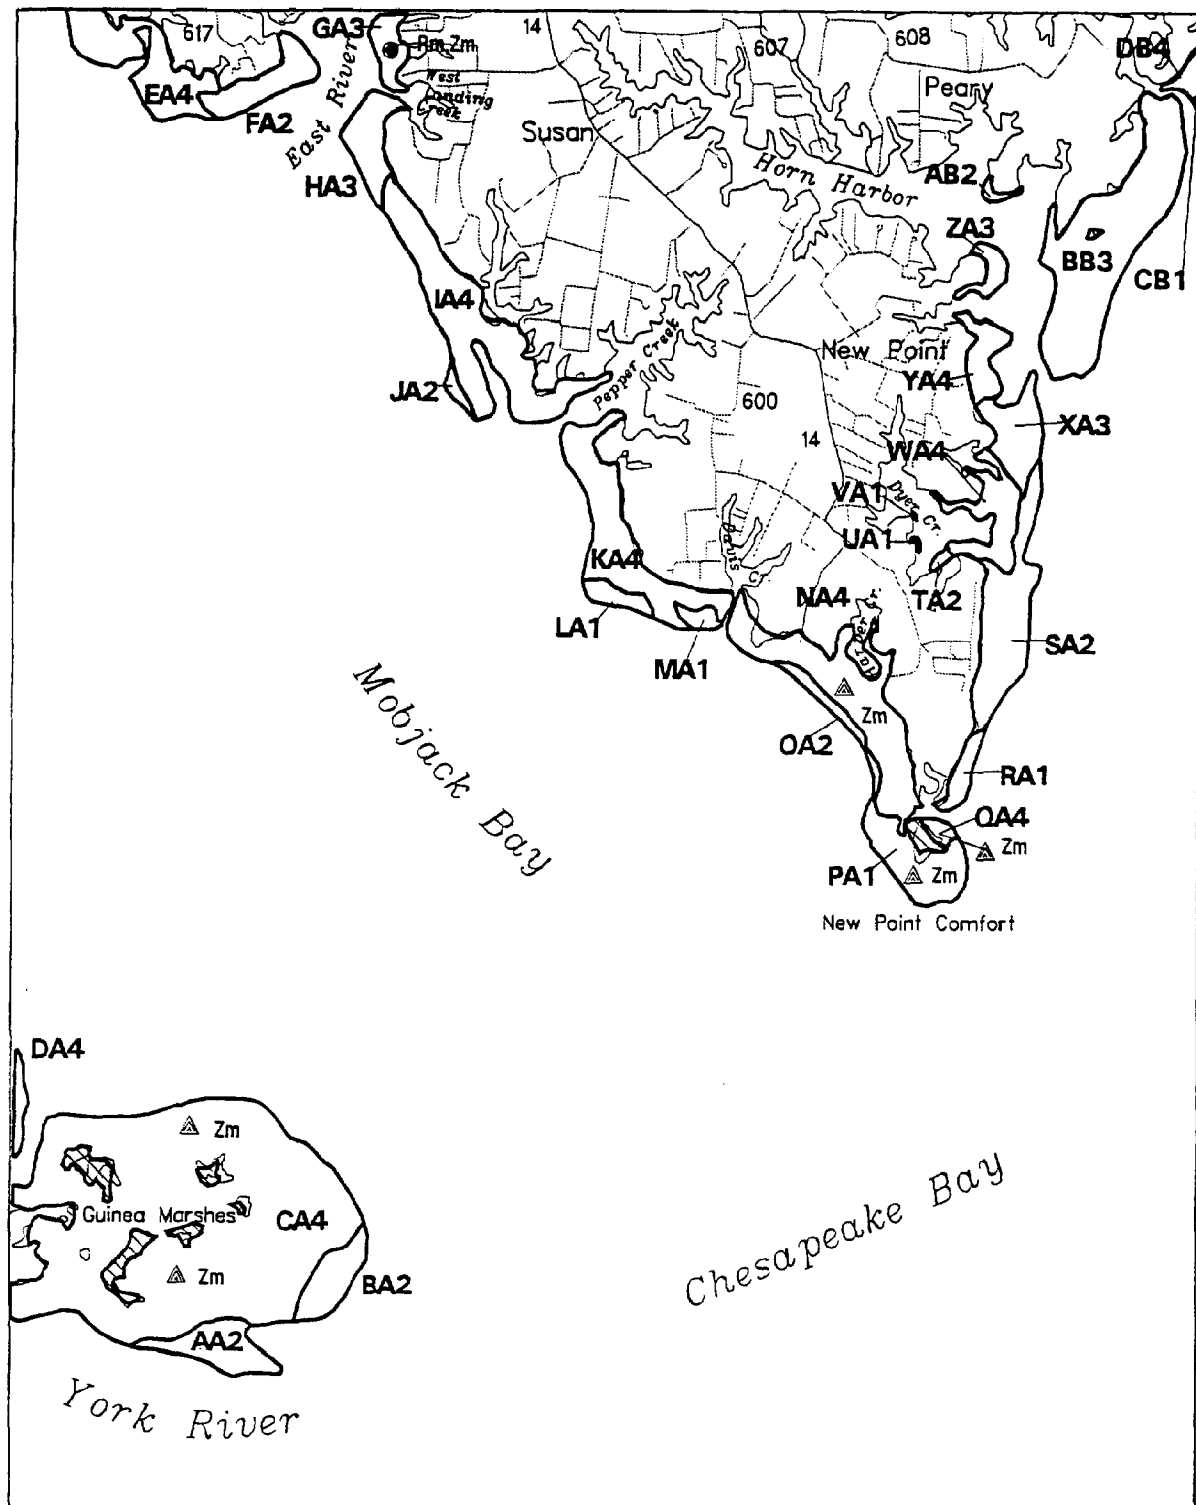 GA3
14
617
Rm Zm
607
608
DB4
EA4
FA2
East River
West
Landing
Creek
Susan
Peary
Horn Harbor
AB2
HA3
ZA3
BB3
CB1
IA4
New Point
YA4
JA2
Pepper Creek
600
14
XA3
WA4
VA1
Dyer Cr.
UA1
Davis Cr.
KA4
NA4
TA2
LA1
SA2
MA1
Zm
OA2
Mobjack Bay
RA1
QA4
Zm
PA1
Zm
New Point Comfort
DA4
Zm
Guinea Marshes
CA4
Zm
BA2
AA2
Chesapeake Bay
York River